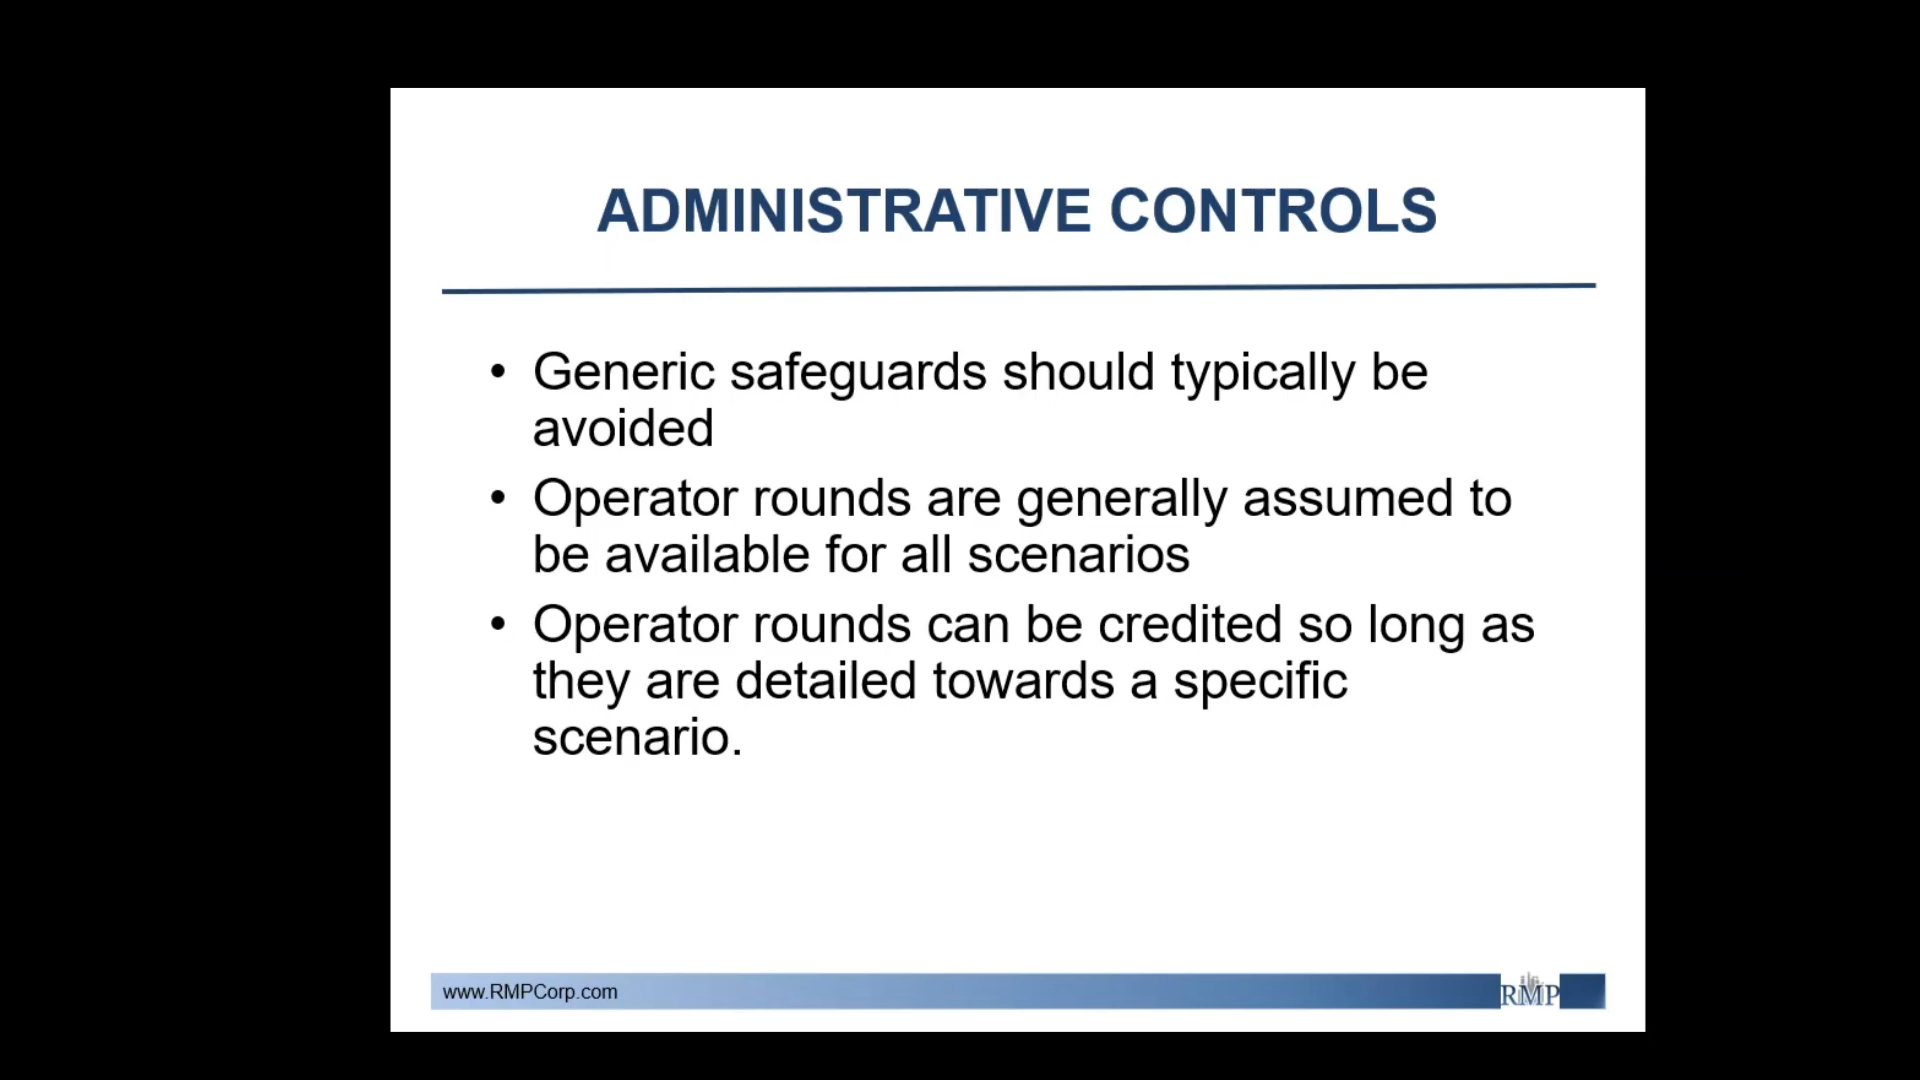 ADMINISTRATIVE CONTROLS
• Generic safeguards should typically be
avoided
• Operator rounds are generally assumed to
be available for all scenarios
• Operator rounds can be credited so long as
they are detailed towards a specific
scenario.
www.RMPCorp.com
RMP